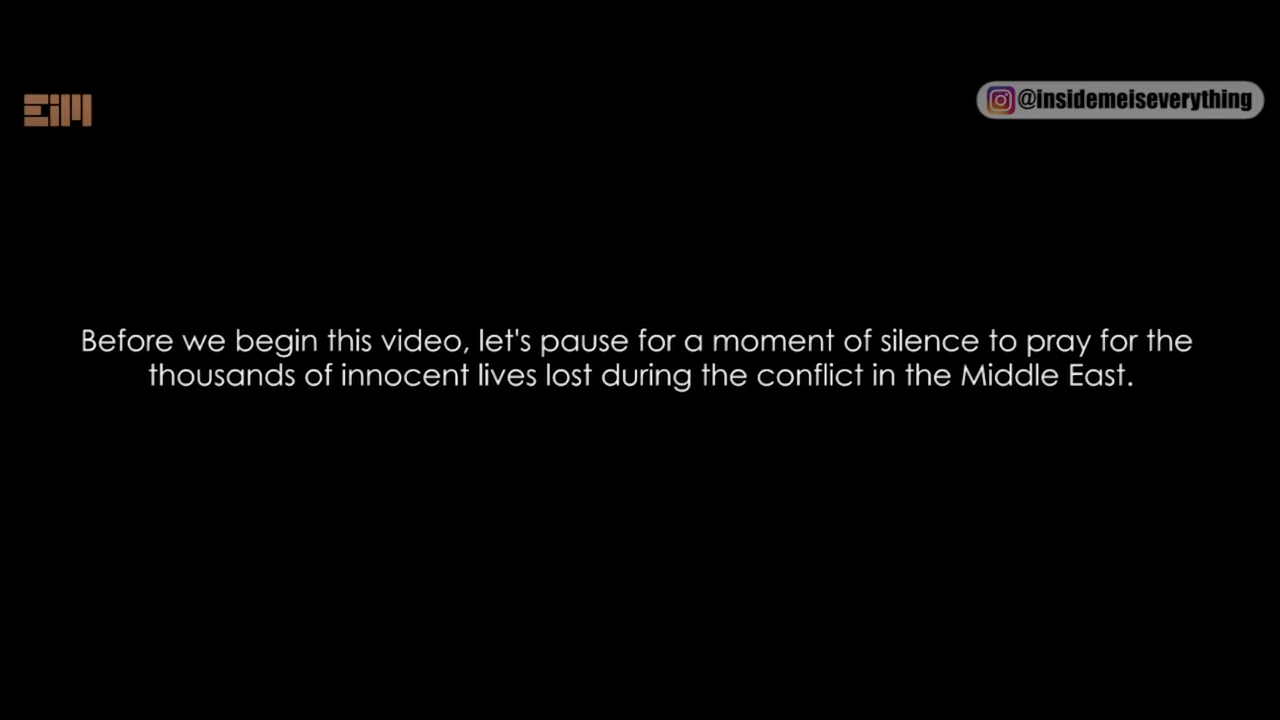 EiM
@insidemeiseverything
Before we begin this video, let's pause for a moment of silence to pray for the
thousands of innocent lives lost during the conflict in the Middle East.